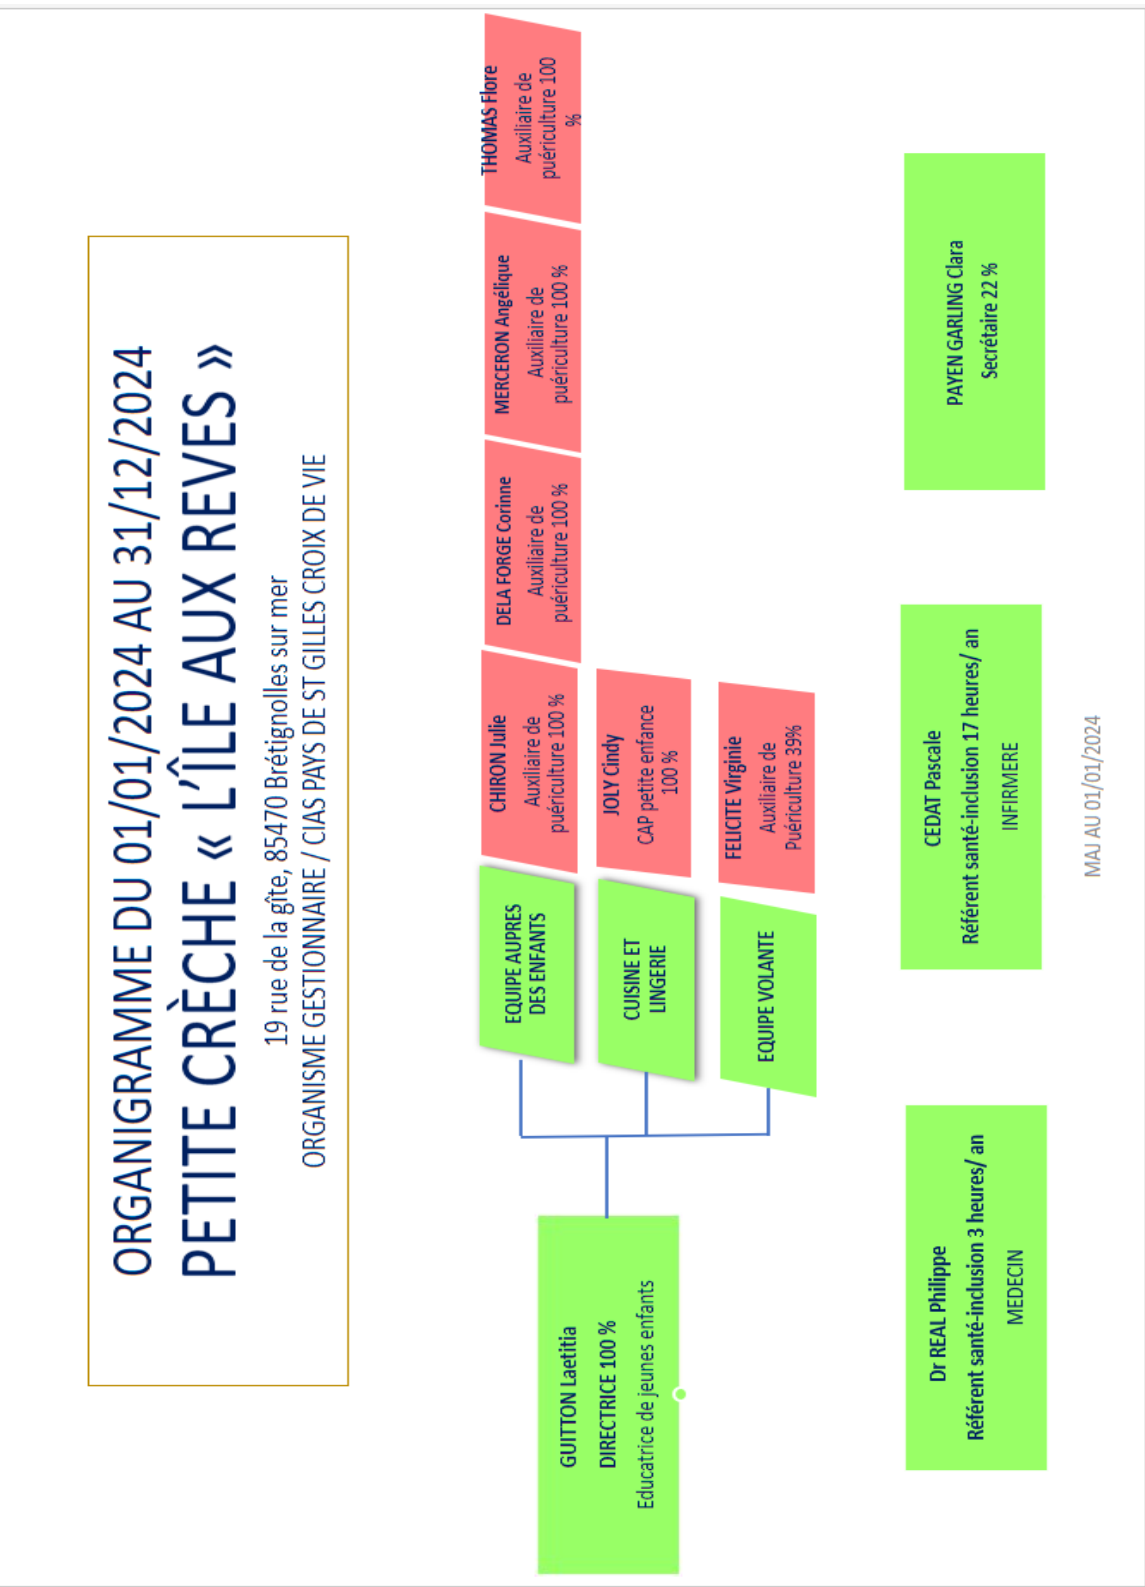 ORGANIGRAMME DU 01/01/2024 AU 31/12/2024
PETITE CRÈCHE « L'ÎLE AUX REVES »
19 rue de la gîte, 85470 Brétignolles sur mer
ORGANISME GESTIONNAIRE / CIAS PAYS DE ST GILLES CROIX DE VIE
GUITTON Laetitia
DIRECTRICE 100 %
Educatrice de jeunes enfants
EQUIPE AUPRES
DES ENFANTS
CHIRON Julie
Auxiliaire de
puériculture 100 %
DELA FORGE Corinne
Auxiliaire de
puériculture 100 %
MERCERON Angélique
Auxiliaire de
puériculture 100 %
THOMAS Flore
Auxiliaire de
puériculture 100
%
CUISINE ET
LINGERIE
JOLY Cindy
CAP petite enfance
100 %
EQUIPE VOLANTE
FELICITE Virginie
Auxiliaire de
Puériculture 39%
Dr REAL Philippe
Référent santé-inclusion 3 heures/ an
MEDECIN
CEDAT Pascale
Référent santé-inclusion 17 heures/ an
INFIRMERE
PAYEN GARLING Clara
Secrétaire 22 %
MAJ AU 01/01/2024